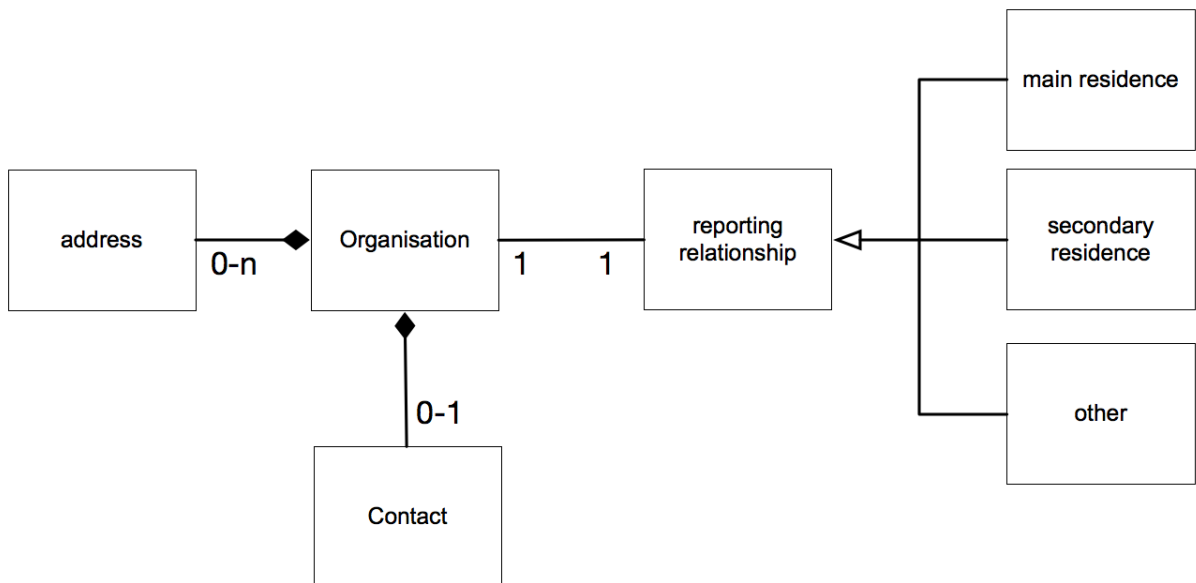 main residence
address
0-n
Organisation
1
1
reporting
relationship
secondary
residence
0-1
other
Contact